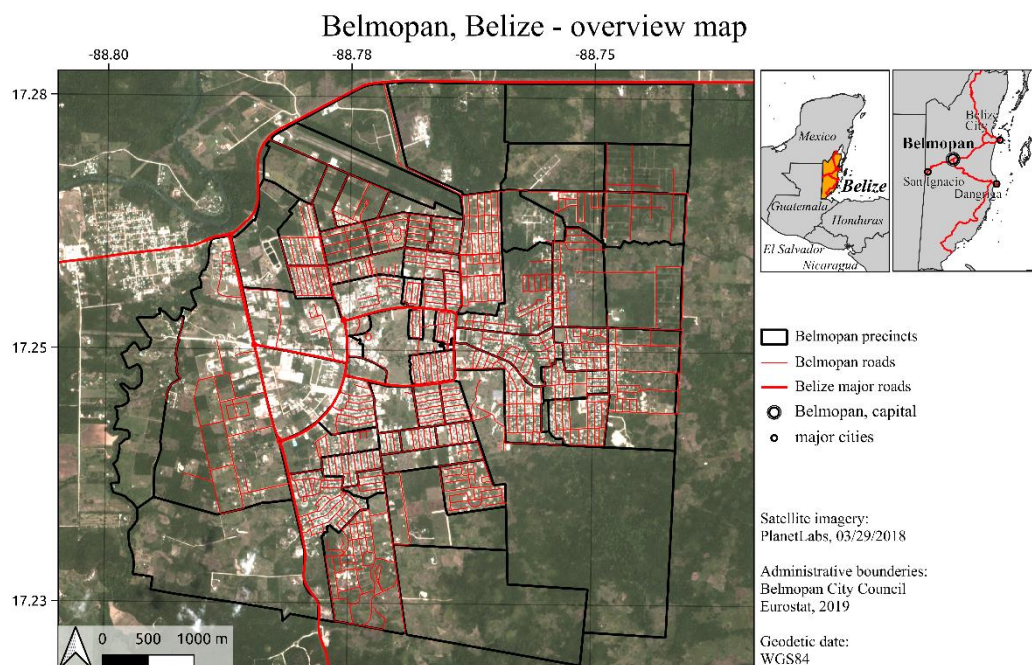 Belmopan, Belize - overview map
-88.80
-88.78
-88.75
17.28
17.25
17.23
0 500 1000 m
Mexico
Belize
Guatemala
Honduras
El Salvador
Nicaragua
Belize
City
Belmopan
San Ignacio
Dangriga
Belmopan precincts
Belmopan roads
Belize major roads
Belmopan, capital
major cities
Satellite imagery:
PlanetLabs, 03/29/2018
Administrative bounderies:
Belmopan City Council
Eurostat, 2019
Geodetic date:
WGS84